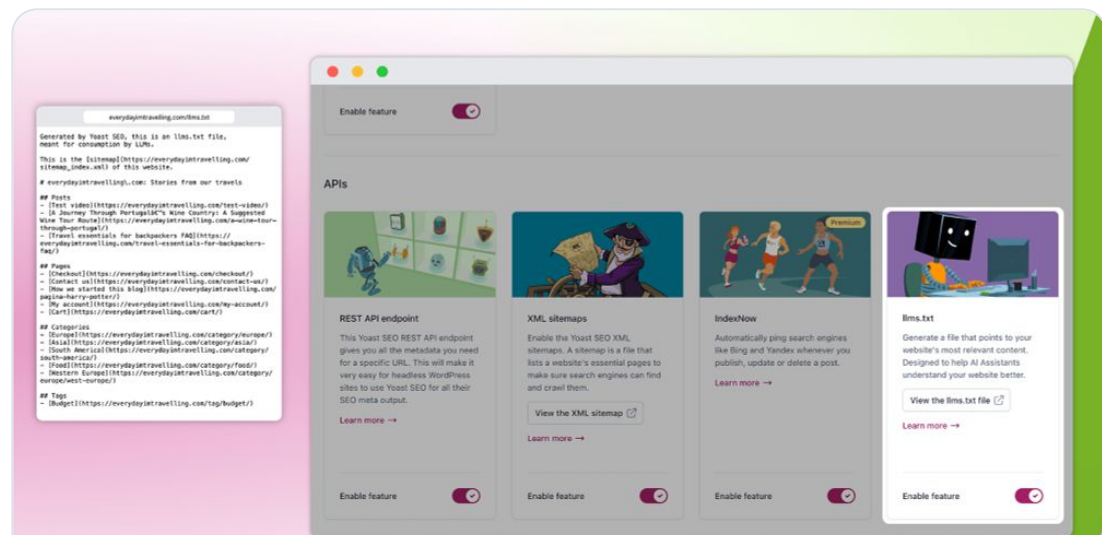 everydayimtravelling.com/llms.txt
Generated by Yoast SEO, this is an llms.txt file,
meant for consumption by LLMs.
This is the [sitemap](https://everydayimtravelling.com/
sitemap_index.xml) of this website.
# everydayimtravelling\.com: Stories from our travels
## Posts
- [Test video](https://everydayimtravelling.com/test-video/)
- [A Journey Through Portugalâ€™s Wine Country: A Suggested
Wine Tour Route](https://everydayimtravelling.com/a-wine-tour-
through-portugal/)
- [Travel essentials for backpackers FAQ](https://
everydayimtravelling.com/travel-essentials-for-backpackers-
faq/)
## Pages
- [Checkout](https://everydayimtravelling.com/checkout/)
- [Contact us](https://everydayimtravelling.com/contact-us/)
- [How we started this blog](https://everydayimtravelling.com/
pagina-harry-potter/)
- [My account](https://everydayimtravelling.com/my-account/)
- [Cart](https://everydayimtravelling.com/cart/)
## Categories
- [Europe](https://everydayimtravelling.com/category/europe/)
- [Asia](https://everydayimtravelling.com/category/asia/)
- [South America](https://everydayimtravelling.com/category/
south-america/)
- [Food](https://everydayimtravelling.com/category/food/)
- [Western Europe](https://everydayimtravelling.com/category/
europe/west-europe/)
## Tags
- [Budget](https://everydayimtravelling.com/tag/budget/)
Enable feature
APIs
REST API endpoint
This Yoast SEO REST API endpoint
gives you all the metadata you need
for a specific URL. This will make it
very easy for headless WordPress
sites to use Yoast SEO for all their
SEO meta output.
Learn more →
Enable feature
XML sitemaps
Enable the Yoast SEO XML
sitemaps. A sitemap is a file that
lists a website's essential pages to
make sure search engines can find
and crawl them.
View the XML sitemap
Learn more →
Enable feature
Premium
IndexNow
Automatically ping search engines
like Bing and Yandex whenever you
publish, update or delete a post.
Learn more →
Enable feature
llms.txt
Generate a file that points to your
website's most relevant content.
Designed to help AI Assistants
understand your website better.
View the llms.txt file
Learn more →
Enable feature